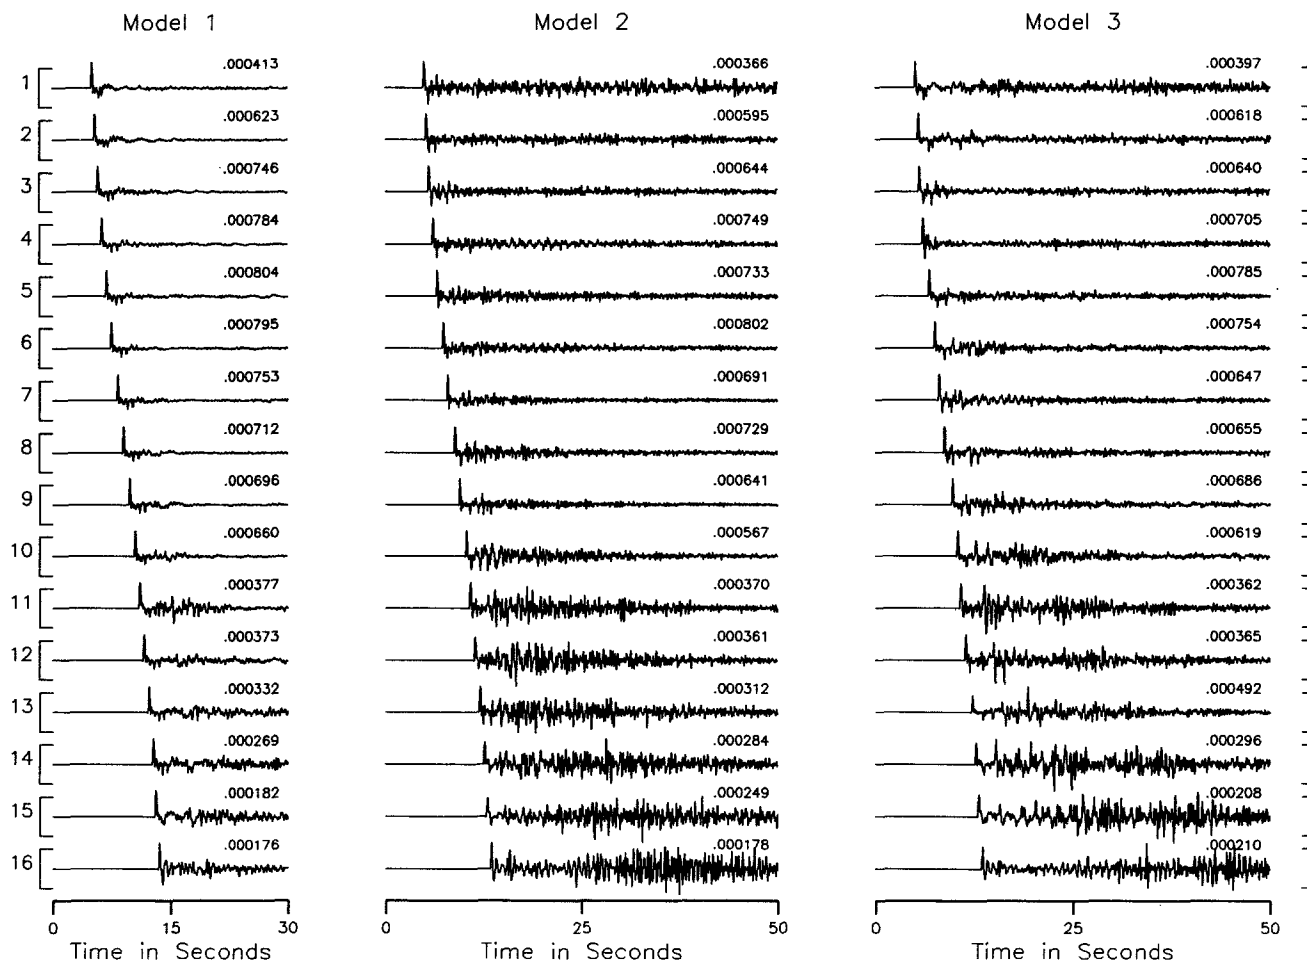 Model 1 Model 2 Model 3
1 .000413 .000366 .000397
2 .000623 .000595 .000618
3 .000746 .000644 .000640
4 .000784 .000749 .000705
5 .000804 .000733 .000785
6 .000795 .000802 .000754
7 .000753 .000691 .000647
8 .000712 .000729 .000655
9 .000696 .000641 .000686
10 .000660 .000567 .000619
11 .000377 .000370 .000362
12 .000373 .000361 .000365
13 .000332 .000312 .000492
14 .000269 .000284 .000296
15 .000182 .000249 .000208
16 .000176 .000178 .000210
0 15 30 0 25 50 0 25 50
Time in Seconds Time in Seconds Time in Seconds